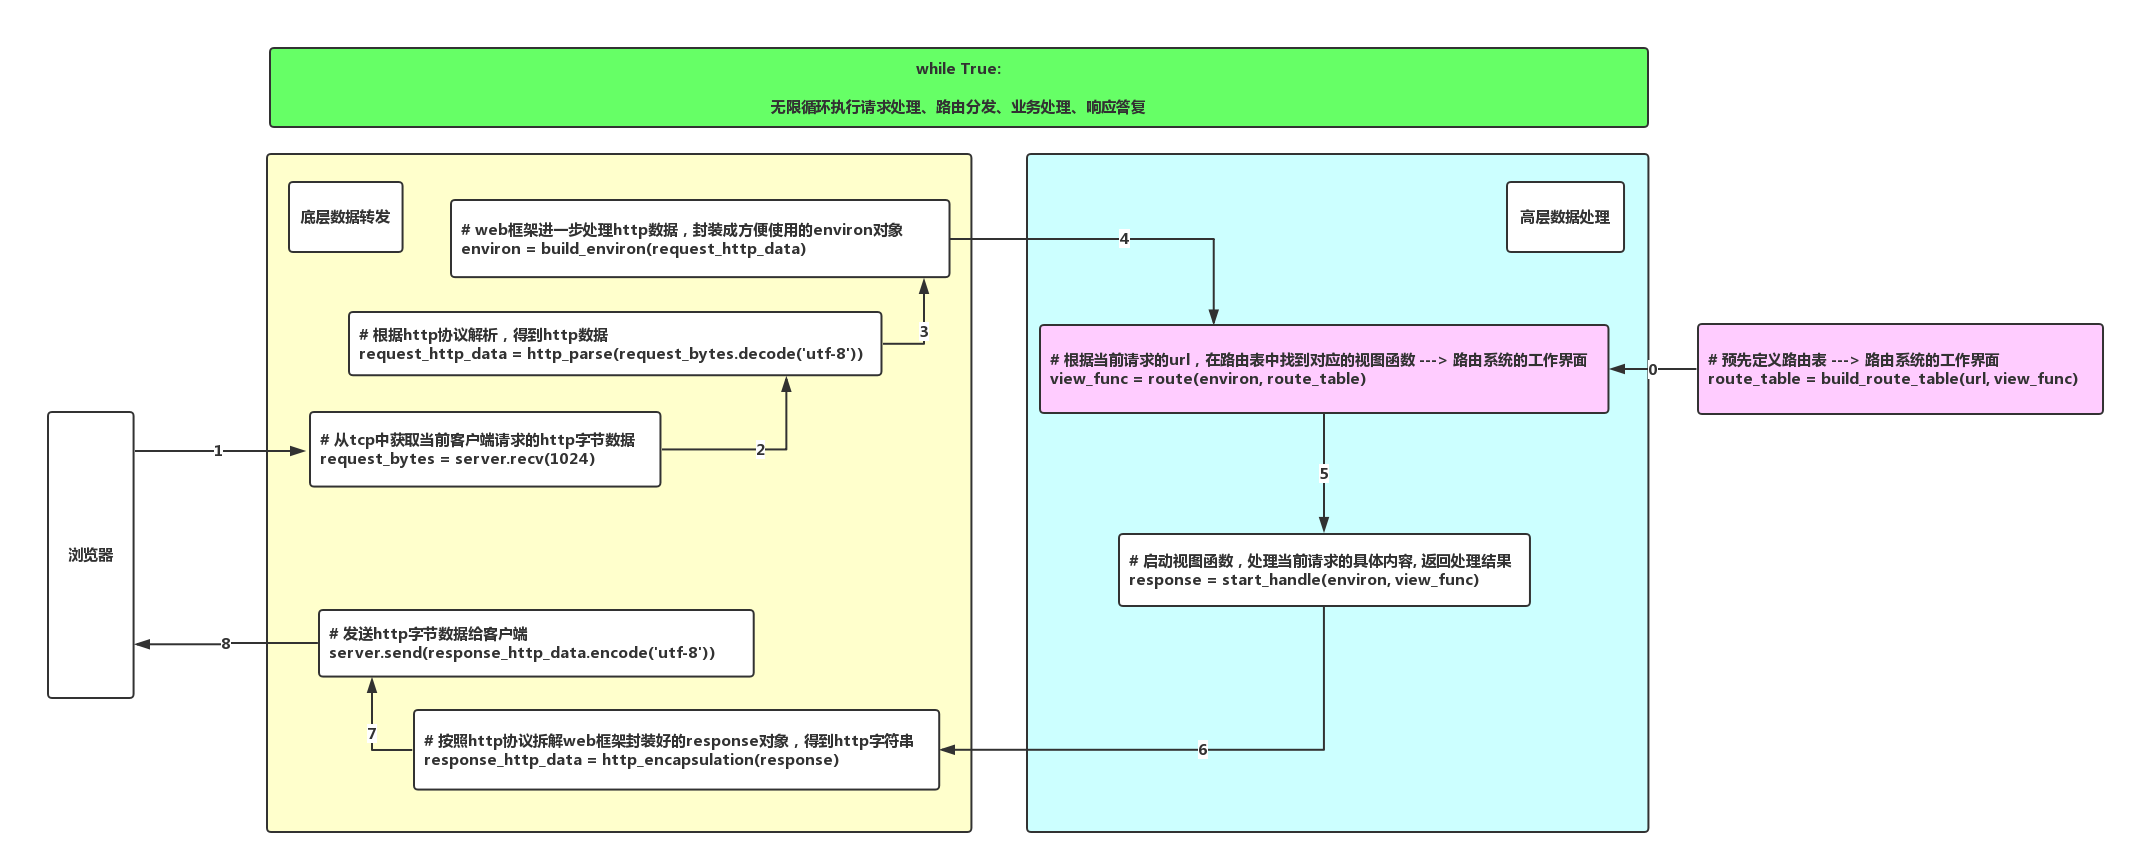 while True:
无限循环执行请求处理、路由分发、业务处理、响应答复
底层数据转发
高层数据处理
# web框架进一步处理http数据，封装成方便使用的environ对象
environ = build_environ(request_http_data)
4
3
# 根据http协议解析，得到http数据
request_http_data = http_parse(request_bytes.decode('utf-8'))
# 根据当前请求的url，在路由表中找到对应的视图函数 ---> 路由系统的工作界面
view_func = route(environ, route_table)
0
# 预先定义路由表 ---> 路由系统的工作界面
route_table = build_route_table(url, view_func)
1
# 从tcp中获取当前客户端请求的http字节数据
request_bytes = server.recv(1024)
2
5
浏览器
# 启动视图函数，处理当前请求的具体内容, 返回处理结果
response = start_handle(environ, view_func)
8
# 发送http字节数据给客户端
server.send(response_http_data.encode('utf-8'))
7
# 按照http协议拆解web框架封装好的response对象，得到http字符串
response_http_data = http_encapsulation(response)
6